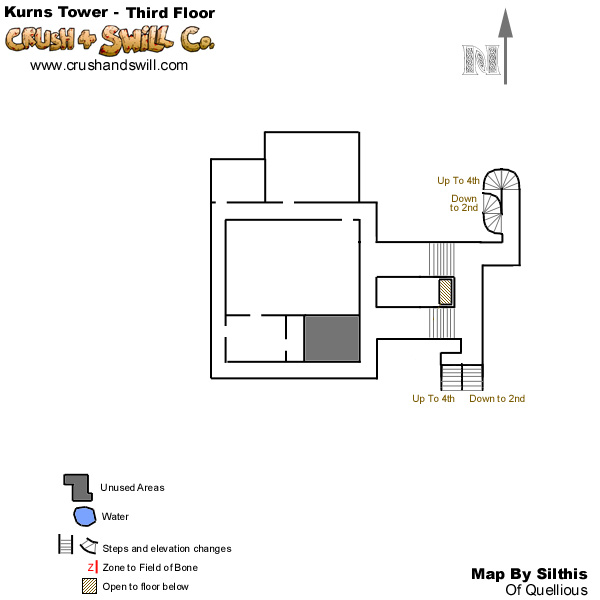 Kurns Tower - Third Floor
Crush & Swill Co.
www.crushandswill.com
N
Up To 4th
Down
to 2nd
Up To 4th
Down to 2nd
Unused Areas
Water
Steps and elevation changes
Z Zone to Field of Bone
Open to floor below
Map By Silthis
Of Quellious